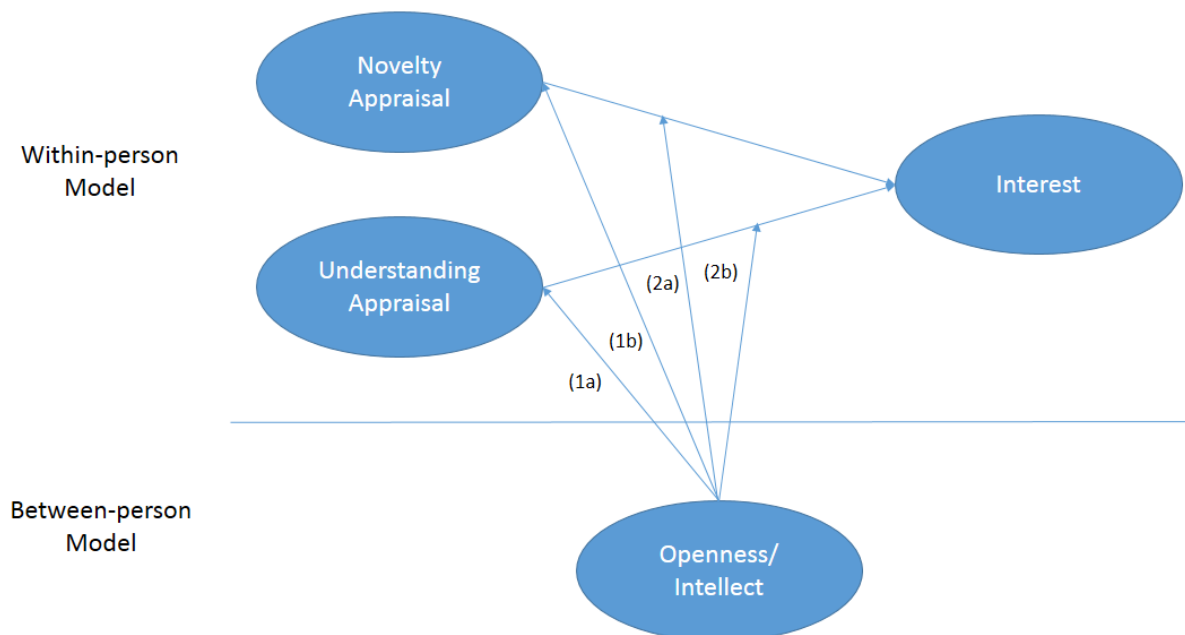 Novelty
Appraisal
Within-person
Model
Interest
Understanding
Appraisal
(2a)
(2b)
(1b)
(1a)
Between-person
Model
Openness/
Intellect